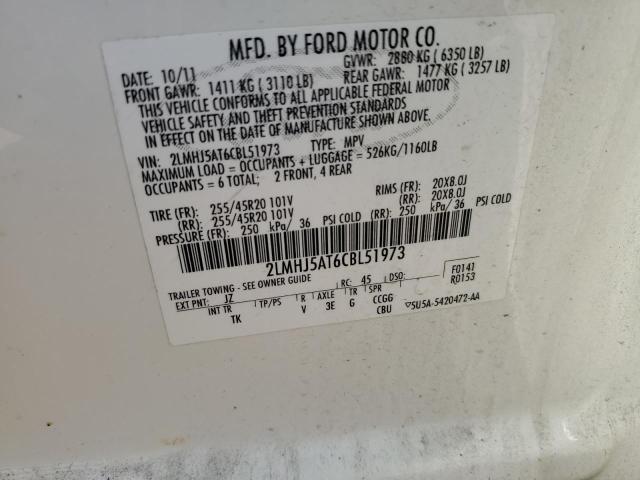 MFD. BY FORD MOTOR CO.
DATE: 10/11 GVWR: 2880 KG (6350 LB)
FRONT GAWR: 1411 KG (3110 LB) REAR GAWR: 1477 KG (3257 LB)
THIS VEHICLE CONFORMS TO ALL APPLICABLE FEDERAL MOTOR
VEHICLE SAFETY AND THEFT PREVENTION STANDARDS
IN EFFECT ON THE DATE OF MANUFACTURE SHOWN ABOVE.
VIN: 2LMHJ5AT6CBL51973 TYPE: MPV
MAXIMUM LOAD = OCCUPANTS + LUGGAGE = 526KG/1160LB
OCCUPANTS = 6 TOTAL; 2 FRONT, 4 REAR
TIRE (FR): 255/45R20 101V RIMS (FR): 20X8.0J
(RR): 255/45R20 101V (RR): 20X8.0J
PRESSURE (FR): 250 kPa/ 36 PSI COLD (RR): 250 kPa/ 36 PSI COLD
2LMHJ5AT6CBL51973
TRAILER TOWING - SEE OWNER GUIDE RC: 45 DSO: F0141
EXT PNT: JZ R0153
INT TR TP/PS R AXLE TR SPR
TK V 3E G CCGG
CBU
▽5U5A-5420472-AA